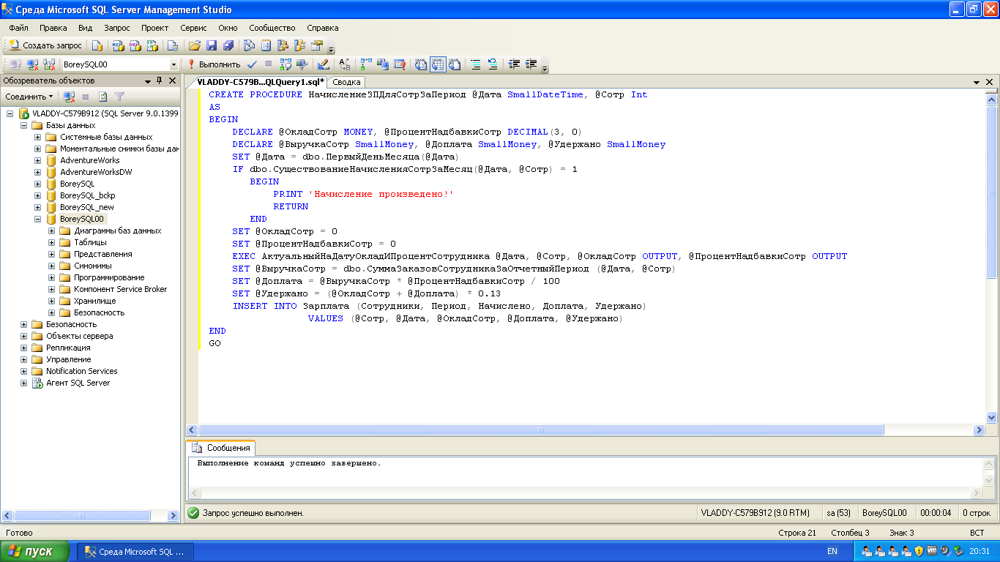 Среда Microsoft SQL Server Management Studio
Файл Правка Вид Запрос Проект Сервис Окно Сообщество Справка
Создать запрос
BoreySQL00 Выполнить
Обозреватель объектов
VLADDY-C579B...QLQuery1.sql* Сводка
Соединить
VLADDY-C579B912 (SQL Server 9.0.1399
Базы данных
Системные базы данных
Моментальные снимки базы дан
AdventureWorks
AdventureWorksDW
BoreySQL
BoreySQL_bckp
BoreySQL_new
BoreySQL00
Диаграммы баз данных
Таблицы
Представления
Синонимы
Программирование
Компонент Service Broker
Хранилище
Безопасность
Безопасность
Объекты сервера
Репликация
Управление
Notification Services
Агент SQL Server
CREATE PROCEDURE НачислениеЗПДляСотрЗаПериод @Дата SmallDateTime, @Сотр Int
AS
BEGIN
DECLARE @ОкладСотр MONEY, @ПроцентНадбавкиСотр DECIMAL(3, 0)
DECLARE @ВыручкаСотр SmallMoney, @Доплата SmallMoney, @Удержано SmallMoney
SET @Дата = dbo.ПервыйДеньМесяца(@Дата)
IF dbo.СуществованиеНачисленияСотрЗаМесяц(@Дата, @Сотр) = 1
BEGIN
PRINT 'Начисление произведено!'
RETURN
END
SET @ОкладСотр = 0
SET @ПроцентНадбавкиСотр = 0
EXEC АктуальныйНаДатуОкладИПроцентСотрудника @Дата, @Сотр, @ОкладСотр OUTPUT, @ПроцентНадбавкиСотр OUTPUT
SET @ВыручкаСотр = dbo.СуммаЗаказовСотрудникаЗаОтчетныйПериод (@Дата, @Сотр)
SET @Доплата = @ВыручкаСотр * @ПроцентНадбавкиСотр / 100
SET @Удержано = (@ОкладСотр + @Доплата) * 0.13
INSERT INTO Зарплата (Сотрудники, Период, Начислено, Доплата, Удержано)
VALUES (@Сотр, @Дата, @ОкладСотр, @Доплата, @Удержано)
END
GO
Сообщения
Выполнение команд успешно завершено.
Запрос успешно выполнен. VLADDY-C579B912 (9.0 RTM) sa (53) BoreySQL00 00:00:04 0 строк
Готово Строка 21 Столбец 3 Знак 3 ВСТ
пуск Среда Microsoft SQL ... EN 20:31